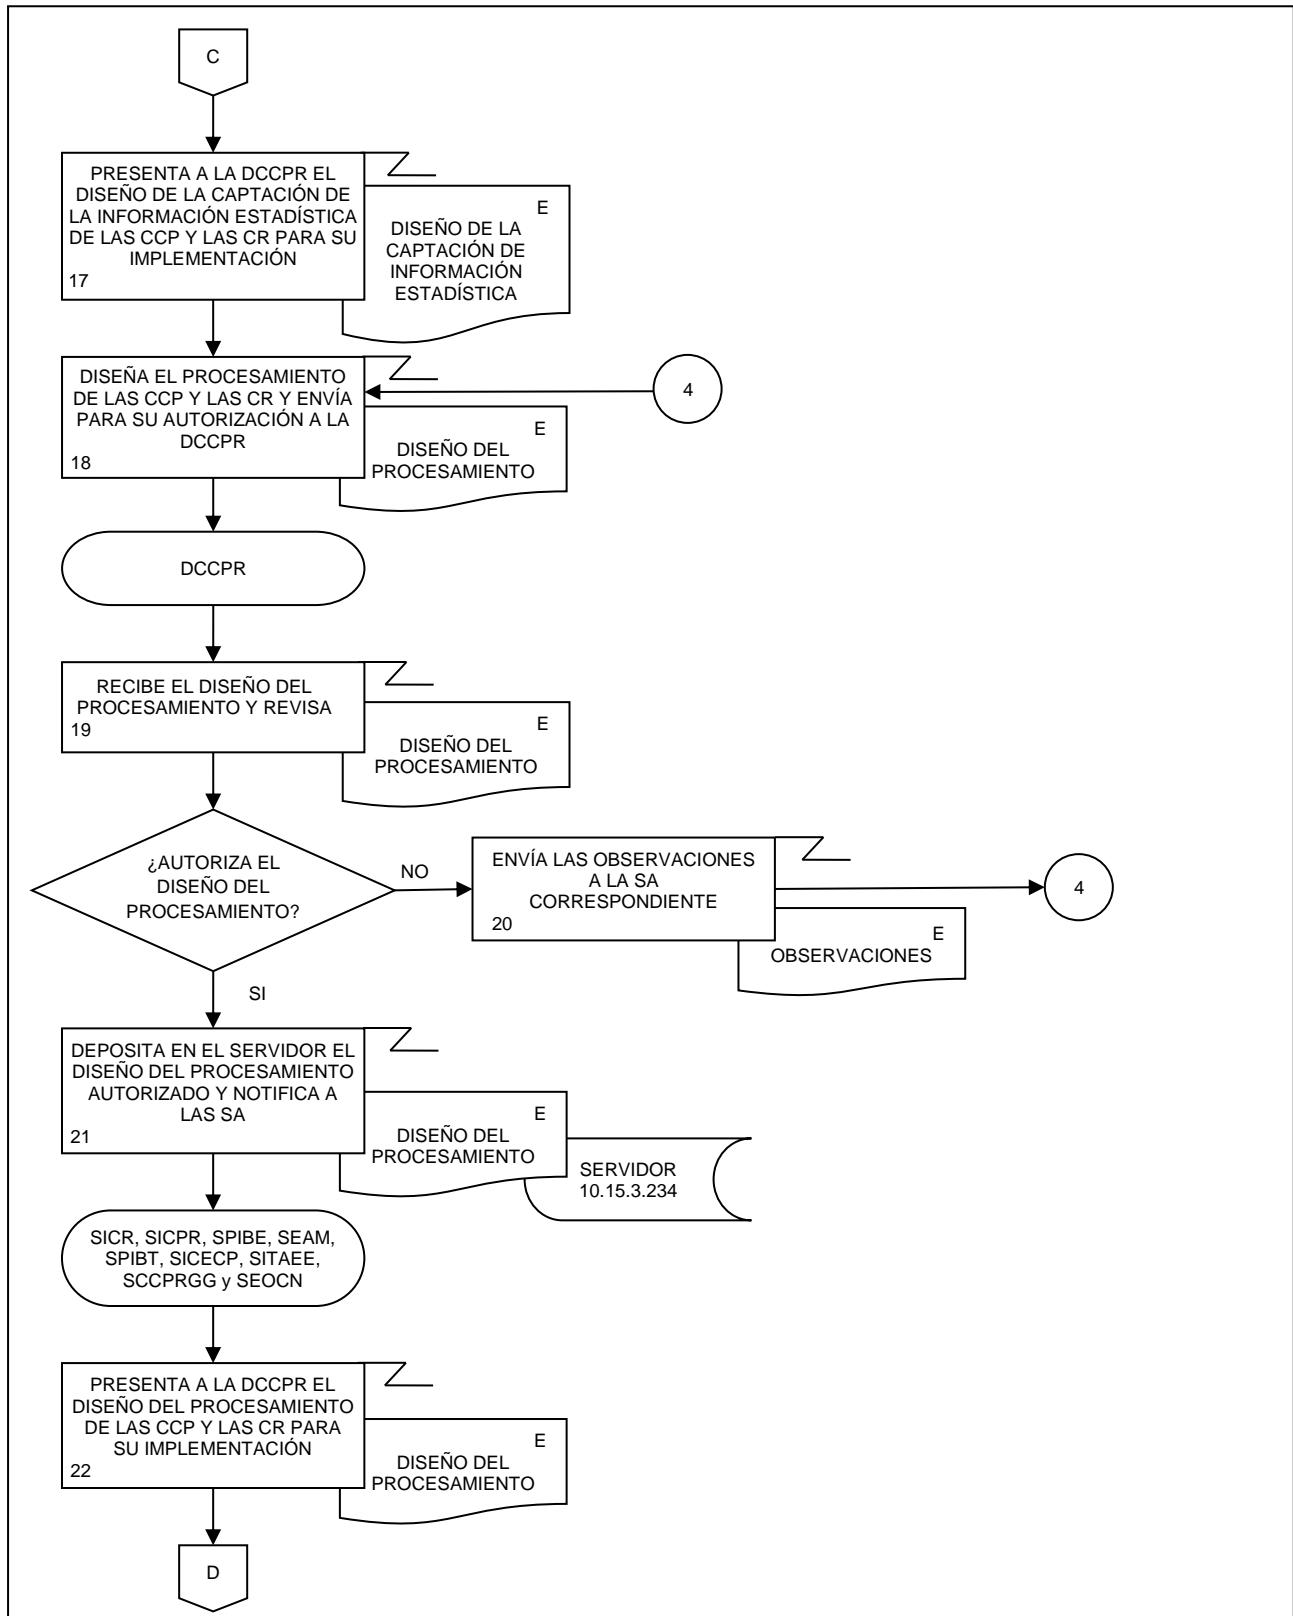 C
PRESENTA A LA DCCPR EL
DISEÑO DE LA CAPTACIÓN DE
LA INFORMACIÓN ESTADÍSTICA
DE LAS CCP Y LAS CR PARA SU
IMPLEMENTACIÓN
17
E
DISEÑO DE LA
CAPTACIÓN DE
INFORMACIÓN
ESTADÍSTICA
DISEÑA EL PROCESAMIENTO
DE LAS CCP Y LAS CR Y ENVÍA
PARA SU AUTORIZACIÓN A LA
DCCPR
18
4
E
DISEÑO DEL
PROCESAMIENTO
DCCPR
RECIBE EL DISEÑO DEL
PROCESAMIENTO Y REVISA
19
E
DISEÑO DEL
PROCESAMIENTO
¿AUTORIZA EL
DISEÑO DEL
PROCESAMIENTO?
NO
ENVÍA LAS OBSERVACIONES
A LA SA
CORRESPONDIENTE
20
4
E
OBSERVACIONES
SI
DEPOSITA EN EL SERVIDOR EL
DISEÑO DEL PROCESAMIENTO
AUTORIZADO Y NOTIFICA A
LAS SA
21
E
DISEÑO DEL
PROCESAMIENTO
SERVIDOR
10.15.3.234
SICR, SICPR, SPIBE, SEAM,
SPIBT, SICECP, SITAEE,
SCCPRGG y SEOCN
PRESENTA A LA DCCPR EL
DISEÑO DEL PROCESAMIENTO
DE LAS CCP Y LAS CR PARA
SU IMPLEMENTACIÓN
22
E
DISEÑO DEL
PROCESAMIENTO
D